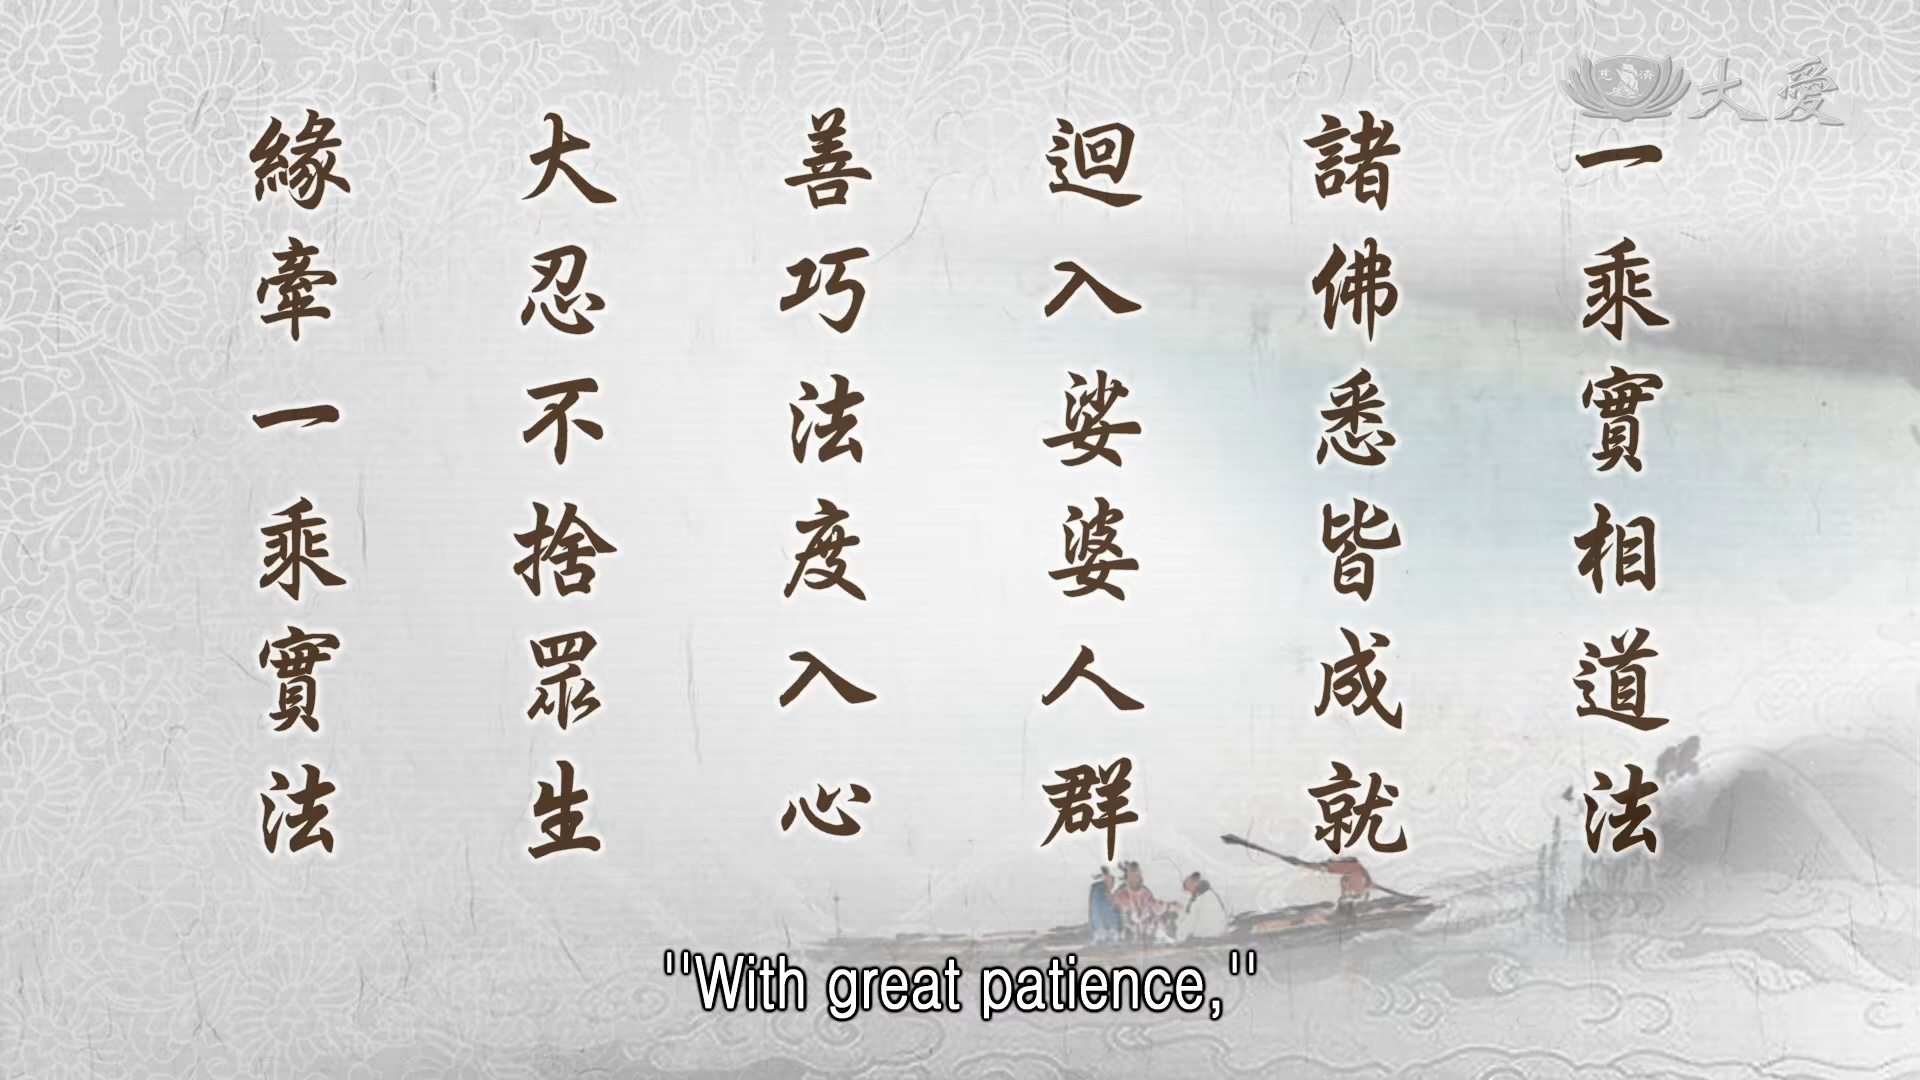 一乘實相道法
諸佛悉皆成就
迴入娑婆人群
善巧法度入心
大忍不捨眾生
緣牽一乘實法
慈濟
大愛
"With great patience,"